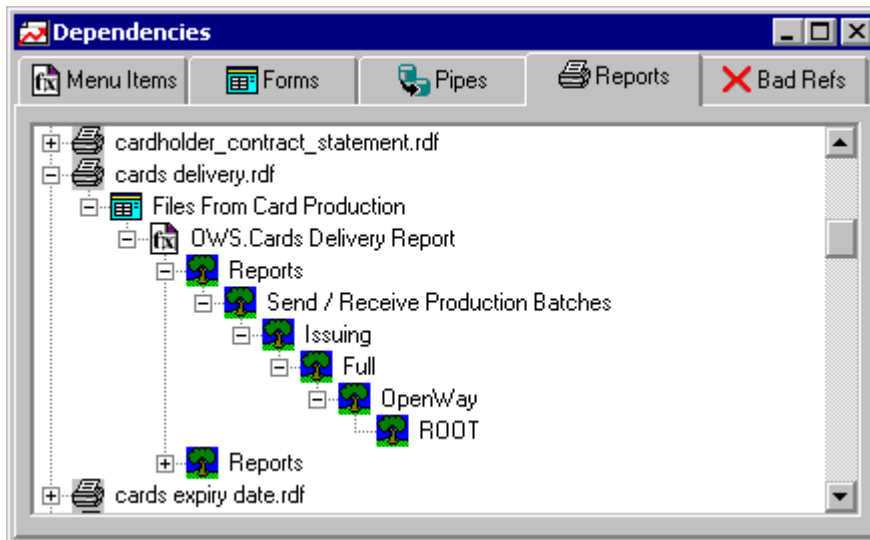 Dependencies
Menu Items Forms Pipes Reports Bad Refs
cardholder_contract_statement.rdf
cards delivery.rdf
Files From Card Production
OWS.Cards Delivery Report
Reports
Send / Receive Production Batches
Issuing
Full
OpenWay
ROOT
Reports
cards expiry date.rdf